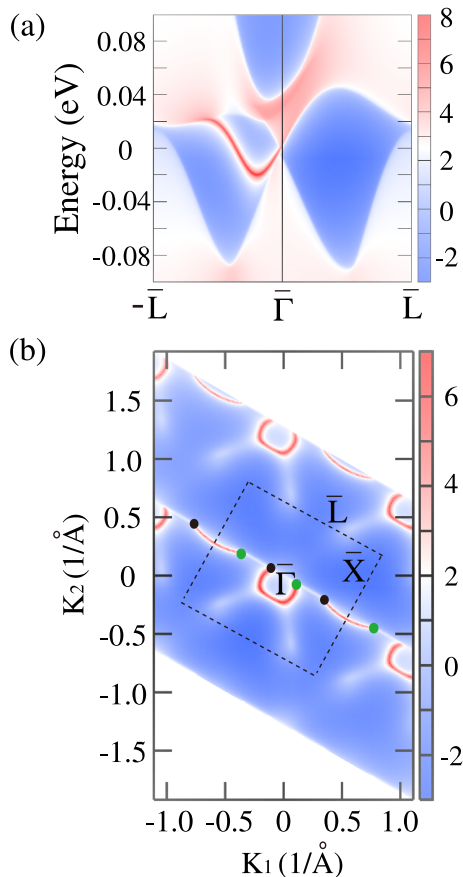 (a)
Energy (eV)
0.08
0.04
0
-0.04
-0.08
-L̅
Γ̅
L̅
8
6
4
2
0
-2
(b)
K₂ (1/Å)
1.5
1.0
0.5
0
-0.5
-1.0
-1.5
L̅
X̅
Γ̅
-1.0 -0.5 0 0.5 1.0
K₁ (1/Å)
6
4
2
0
-2